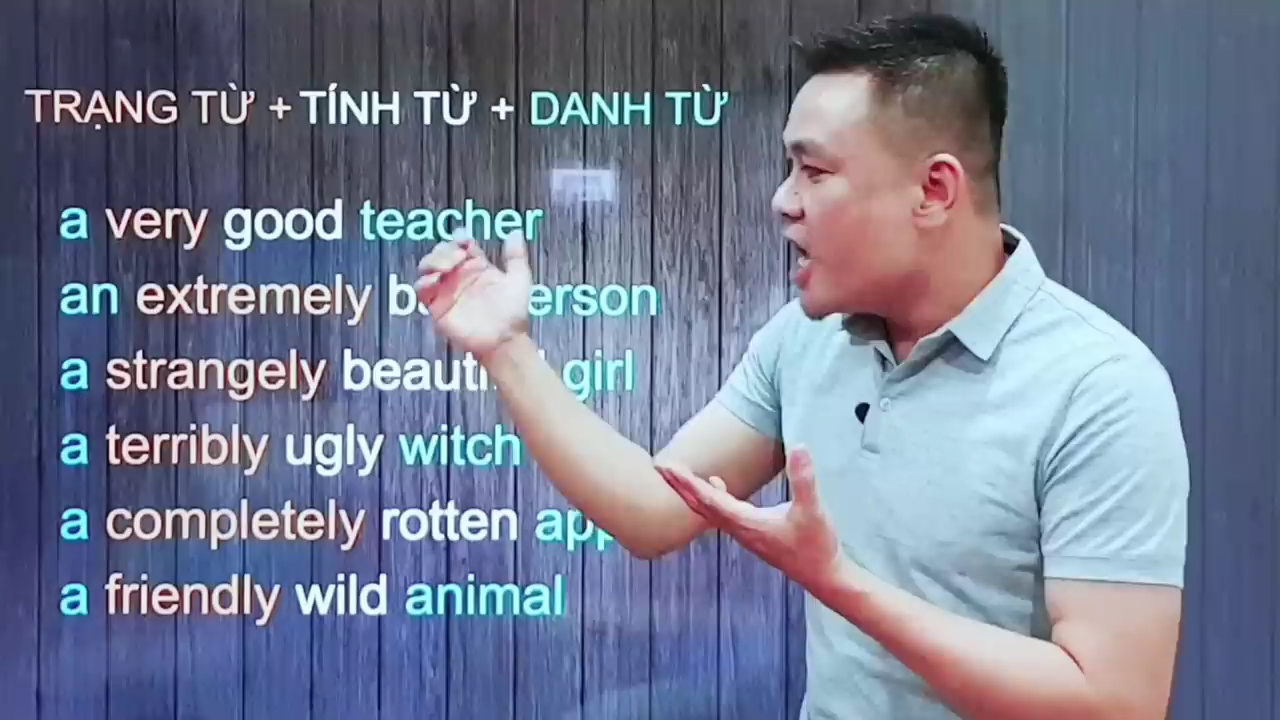 TRẠNG TỪ + TÍNH TỪ + DANH TỪ
a very good teacher
an extremely
a strangely girl
a terribly ugly witch
a completely rotten
a friendly wild animal